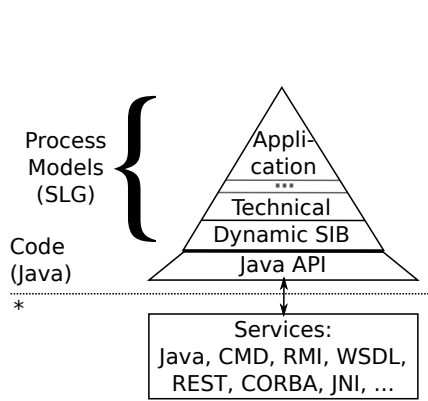 Process
Models
(SLG)
Appli-
cation
...
Technical
Dynamic SIB
Code
(Java)
Java API
*
Services:
Java, CMD, RMI, WSDL,
REST, CORBA, JNI, ...